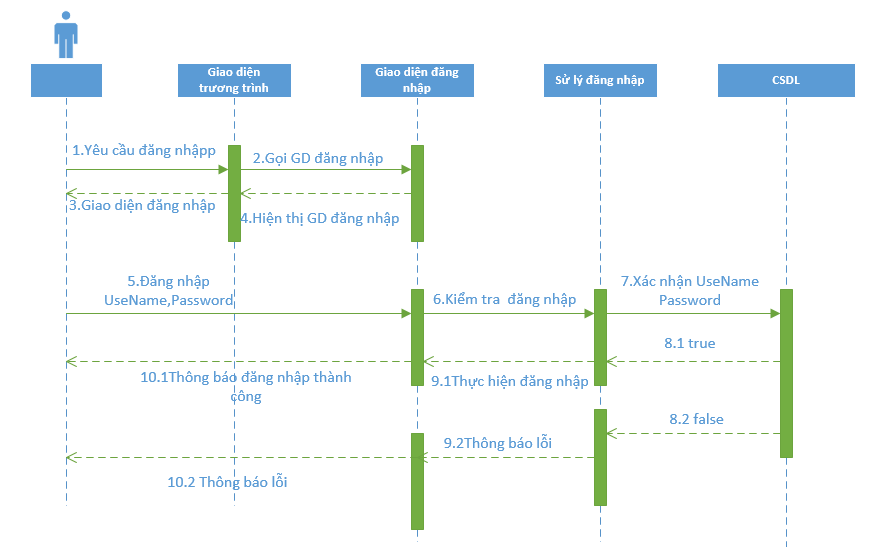 Giao diện
trương trình
Giao diện đăng
nhập
Sử lý đăng nhập
CSDL
1.Yêu cầu đăng nhậpp
2.Gọi GD đăng nhập
3.Giao diện đăng nhập
4.Hiện thị GD đăng nhập
5.Đăng nhập
UseName,Password
6.Kiểm tra đăng nhập
7.Xác nhận UseName
Password
8.1 true
9.1Thực hiện đăng nhập
10.1Thông báo đăng nhập thành
công
8.2 false
9.2Thông báo lỗi
10.2 Thông báo lỗi